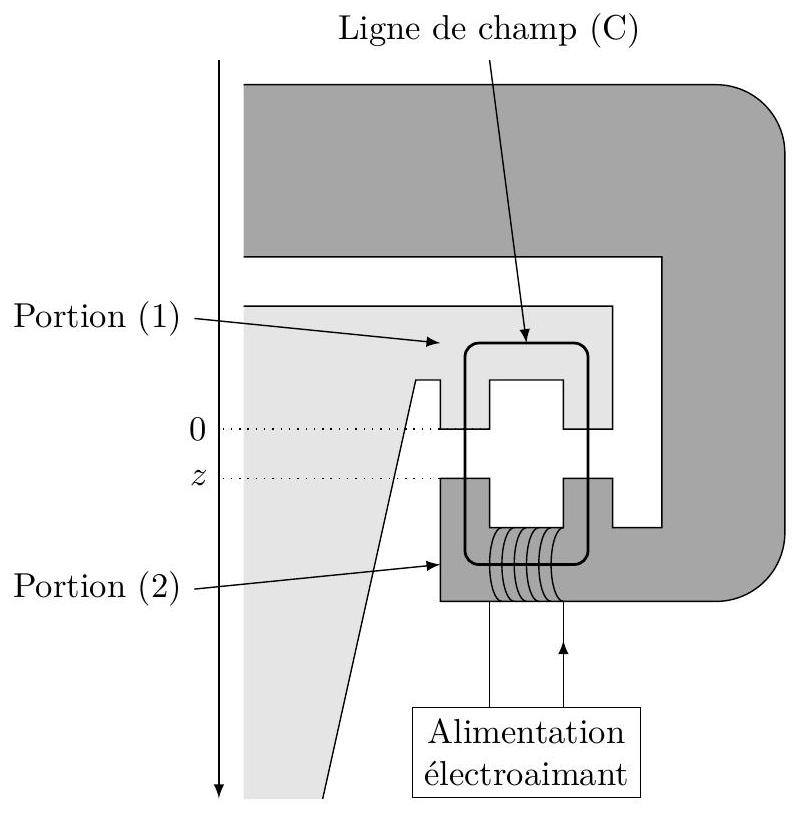 Ligne de champ (C)
Portion (1)
0
z
Portion (2)
Alimentation
électroaimant